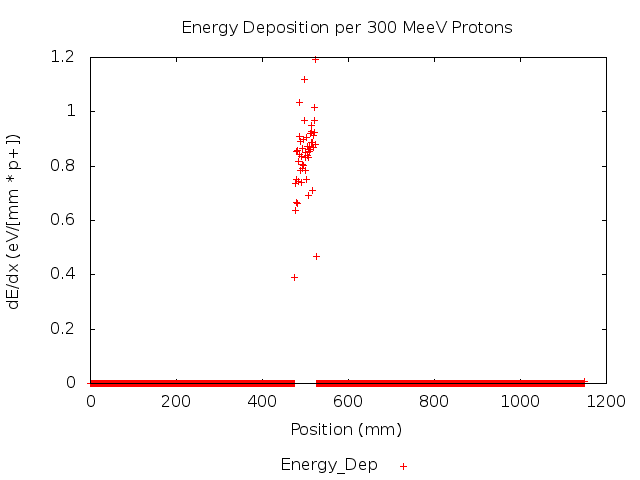 Energy Deposition per 300 MeeV Protons
1.2
1
0.8
0.6
0.4
0.2
0
dE/dx (eV/[mm * p+])
0 200 400 600 800 1000 1200
Position (mm)
Energy_Dep